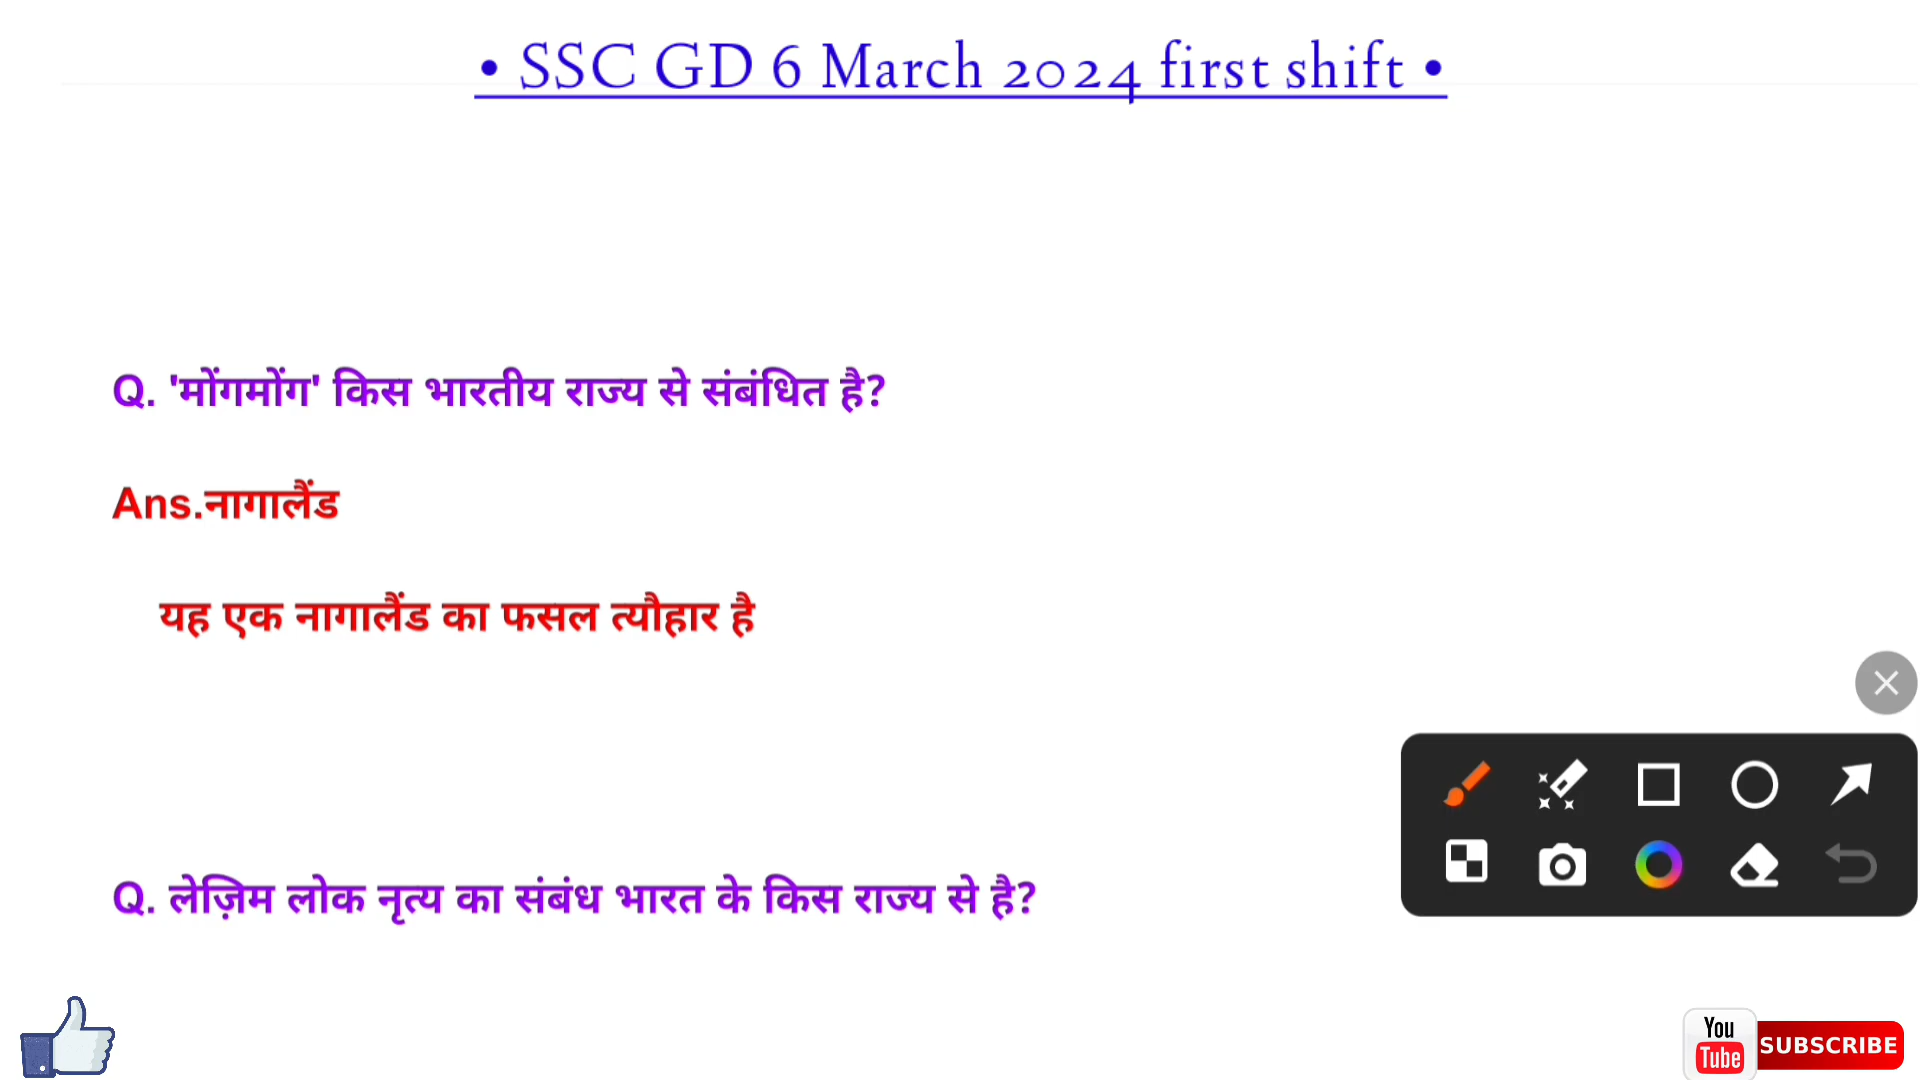 • SSC GD 6 March 2024 first shift •
Q. 'मोंगमोंग' किस भारतीय राज्य से संबंधित है?
Ans.नागालैंड
यह एक नागालैंड का फसल त्यौहार है
Q. लेज़िम लोक नृत्य का संबंध भारत के किस राज्य से है?
You
Tube
SUBSCRIBE